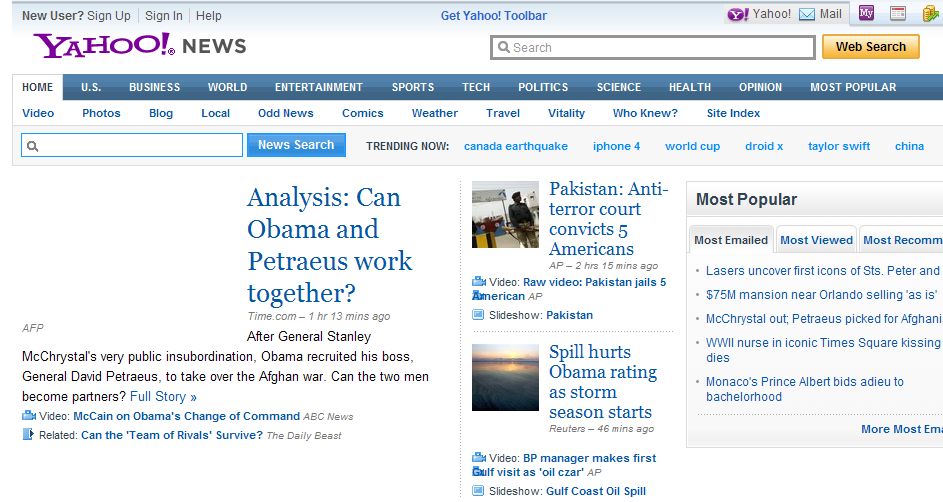 New User? Sign Up Sign In Help Get Yahoo! Toolbar Y! Yahoo! Mail My
YAHOO!® NEWS Search Web Search
HOME U.S. BUSINESS WORLD ENTERTAINMENT SPORTS TECH POLITICS SCIENCE HEALTH OPINION MOST POPULAR
Video Photos Blog Local Odd News Comics Weather Travel Vitality Who Knew? Site Index
News Search TRENDING NOW: canada earthquake iphone 4 world cup droid x taylor swift china
Analysis: Can
Obama and
Petraeus work
together?
Time.com – 1 hr 13 mins ago
AFP
After General Stanley
McChrystal's very public insubordination, Obama recruited his boss,
General David Petraeus, to take over the Afghan war. Can the two men
become partners? Full Story »
Video: McCain on Obama's Change of Command ABC News
Related: Can the 'Team of Rivals' Survive? The Daily Beast
Pakistan: Anti-
terror court
convicts 5
Americans
AP – 2 hrs 15 mins ago
Video: Raw video: Pakistan jails 5
American AP
Slideshow: Pakistan
Spill hurts
Obama rating
as storm
season starts
Reuters – 46 mins ago
Video: BP manager makes first
Gulf visit as 'oil czar' AP
Slideshow: Gulf Coast Oil Spill
Most Popular
Most Emailed Most Viewed Most Recomm
Lasers uncover first icons of Sts. Peter and
$75M mansion near Orlando selling 'as is'
McChrystal out; Petraeus picked for Afghani
WWII nurse in iconic Times Square kissing
dies
Monaco's Prince Albert bids adieu to
bachelorhood
More Most Ema